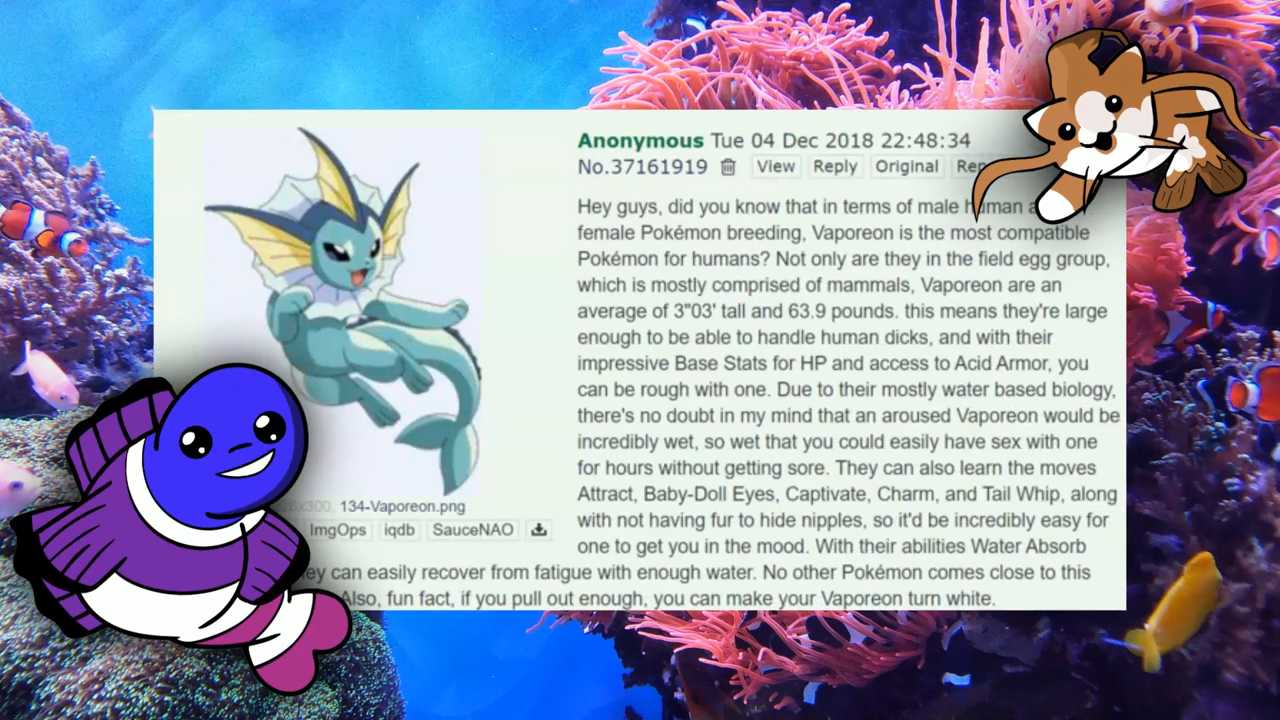 Anonymous Tue 04 Dec 2018 22:48:34
No.37161919 View Reply Original
Hey guys, did you know that in terms of male human
female Pokémon breeding, Vaporeon is the most compatible
Pokémon for humans? Not only are they in the field egg group,
which is mostly comprised of mammals, Vaporeon are an
average of 3"03' tall and 63.9 pounds. this means they're large
enough to be able to handle human dicks, and with their
impressive Base Stats for HP and access to Acid Armor, you
can be rough with one. Due to their mostly water based biology,
there's no doubt in my mind that an aroused Vaporeon would be
incredibly wet, so wet that you could easily have sex with one
for hours without getting sore. They can also learn the moves
Attract, Baby-Doll Eyes, Captivate, Charm, and Tail Whip, along
with not having fur to hide nipples, so it'd be incredibly easy for
one to get you in the mood. With their abilities Water Absorb
can easily recover from fatigue with enough water. No other Pokémon comes close to this
Also, fun fact, if you pull out enough, you can make your Vaporeon turn white.
134-Vaporeon.png
ImgOps iqdb SauceNAO